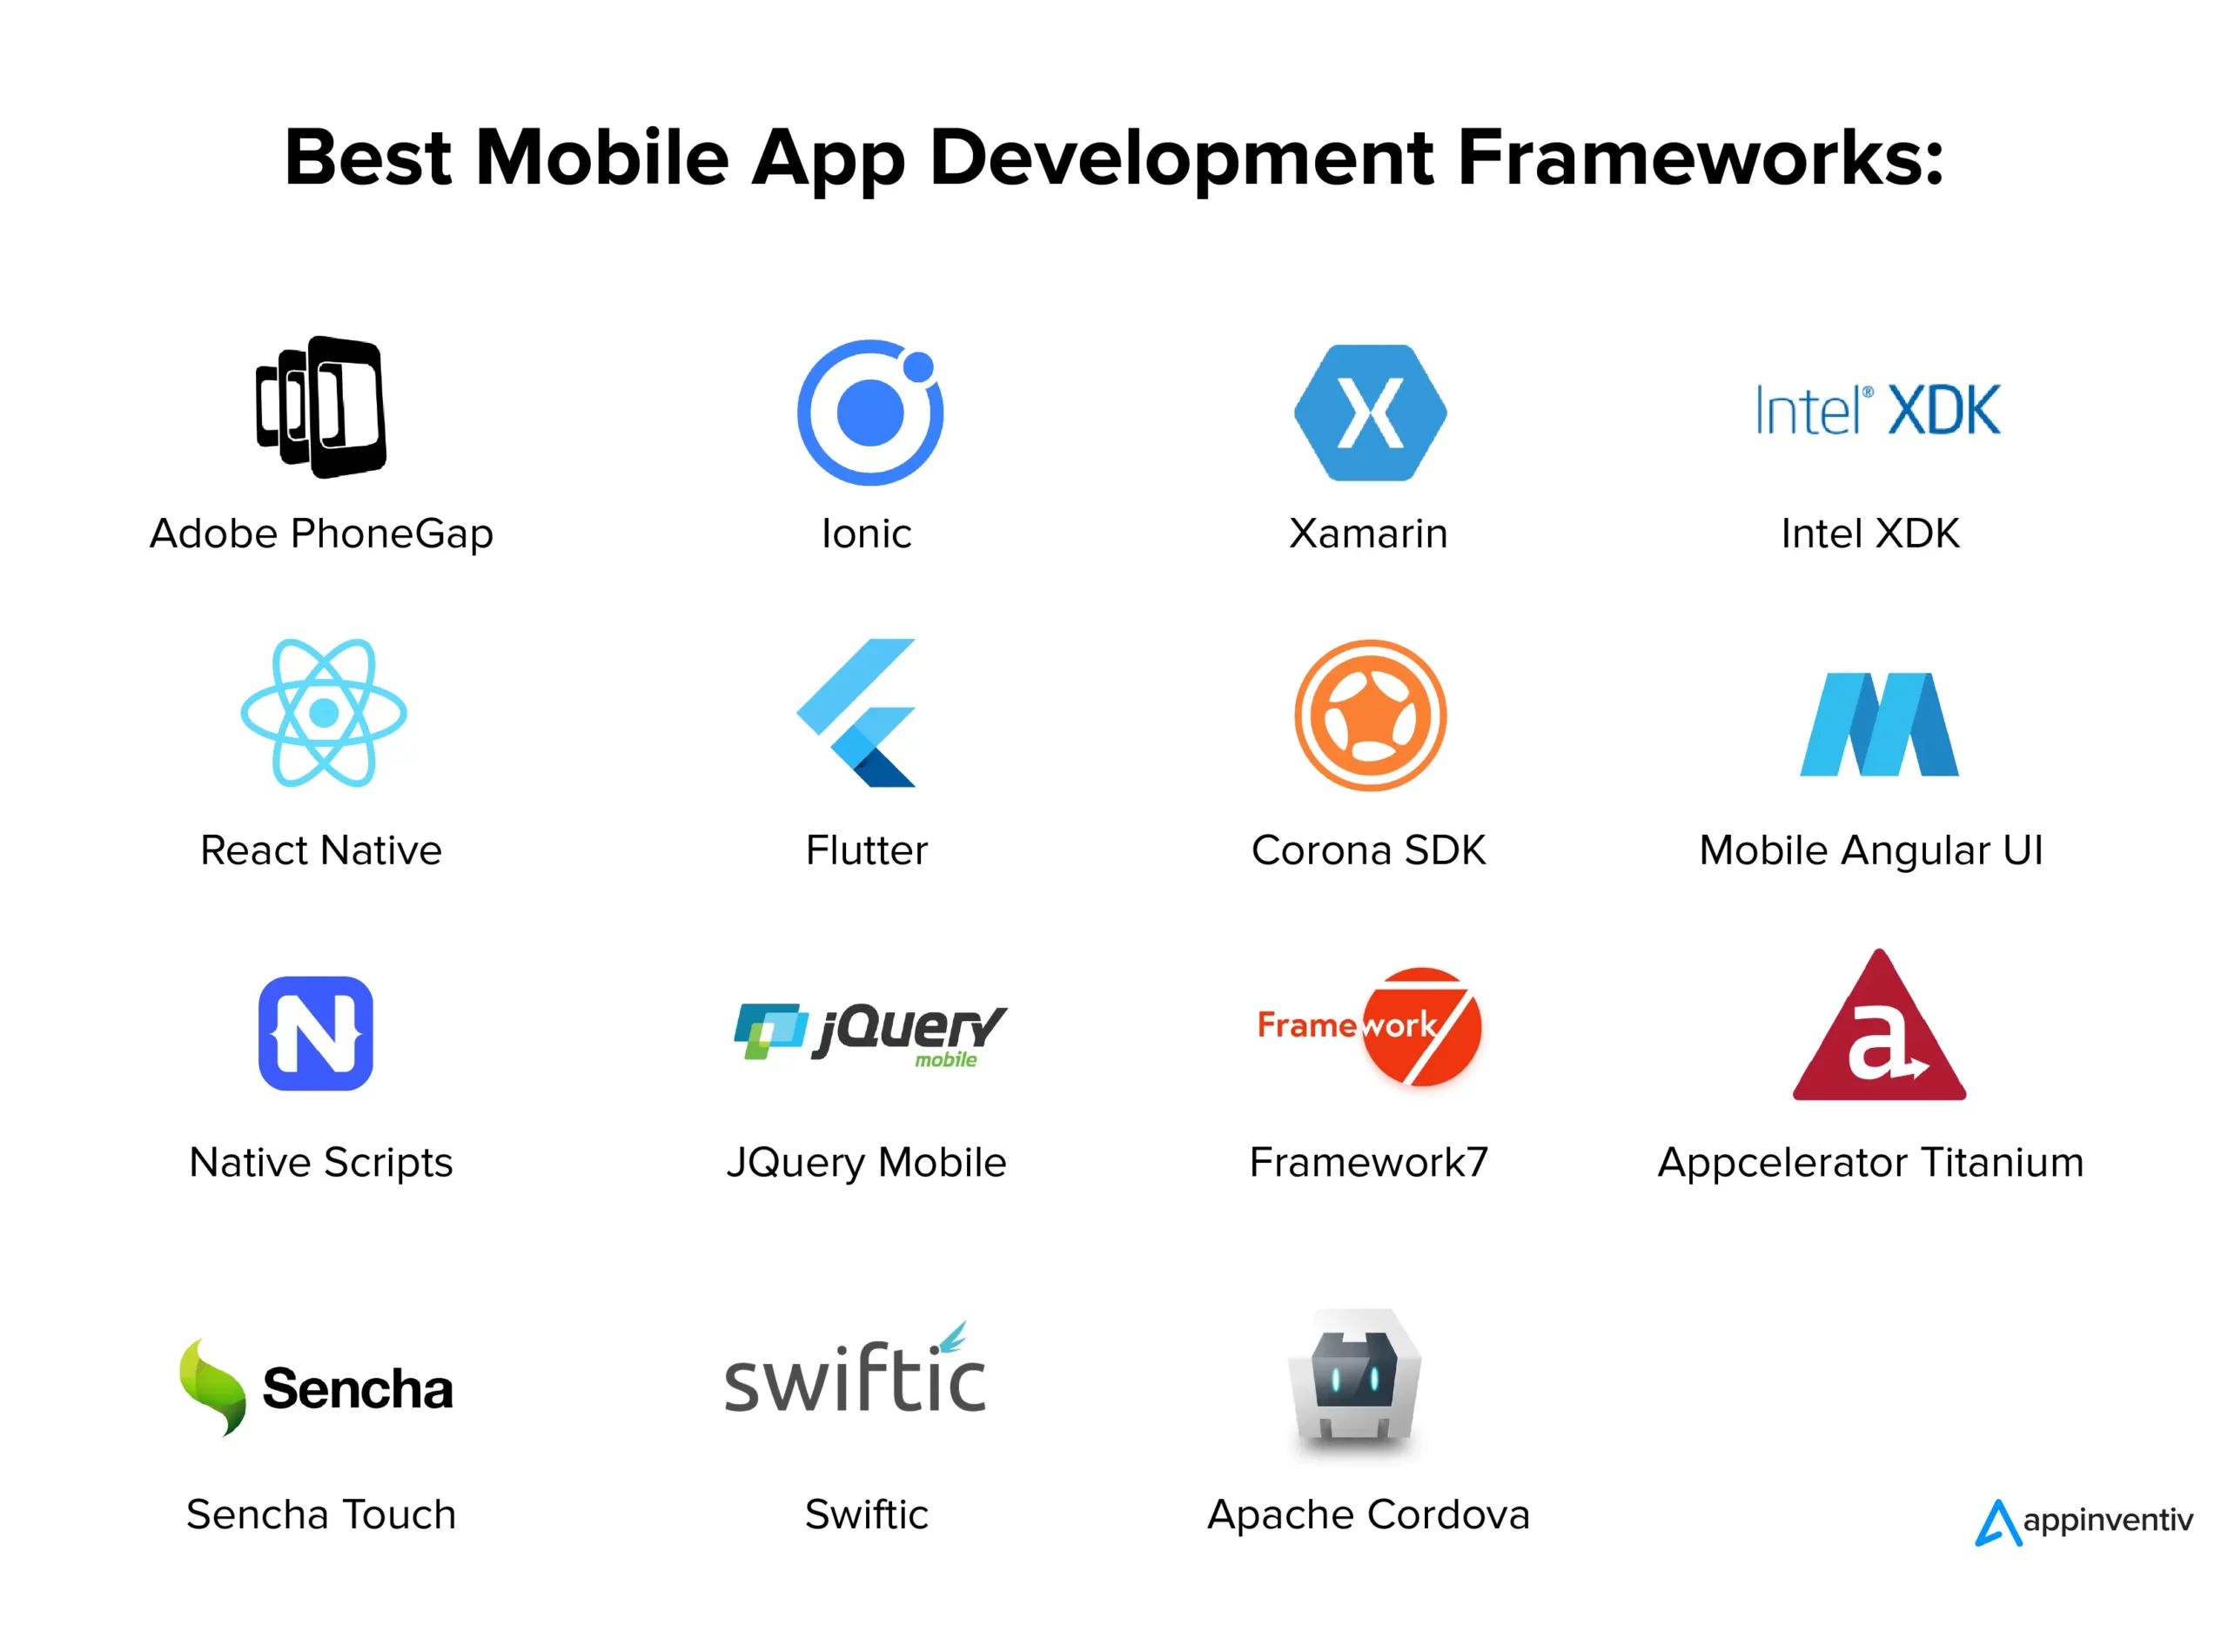 Best Mobile App Development Frameworks:
X
Intel® XDK
Adobe PhoneGap
Ionic
Xamarin
Intel XDK
React Native
Flutter
Corona SDK
Mobile Angular UI
N
jQuery
mobile
Framework7
a
Native Scripts
JQuery Mobile
Framework7
Appcelerator Titanium
Sencha
swiftic
Sencha Touch
Swiftic
Apache Cordova
appinventiv